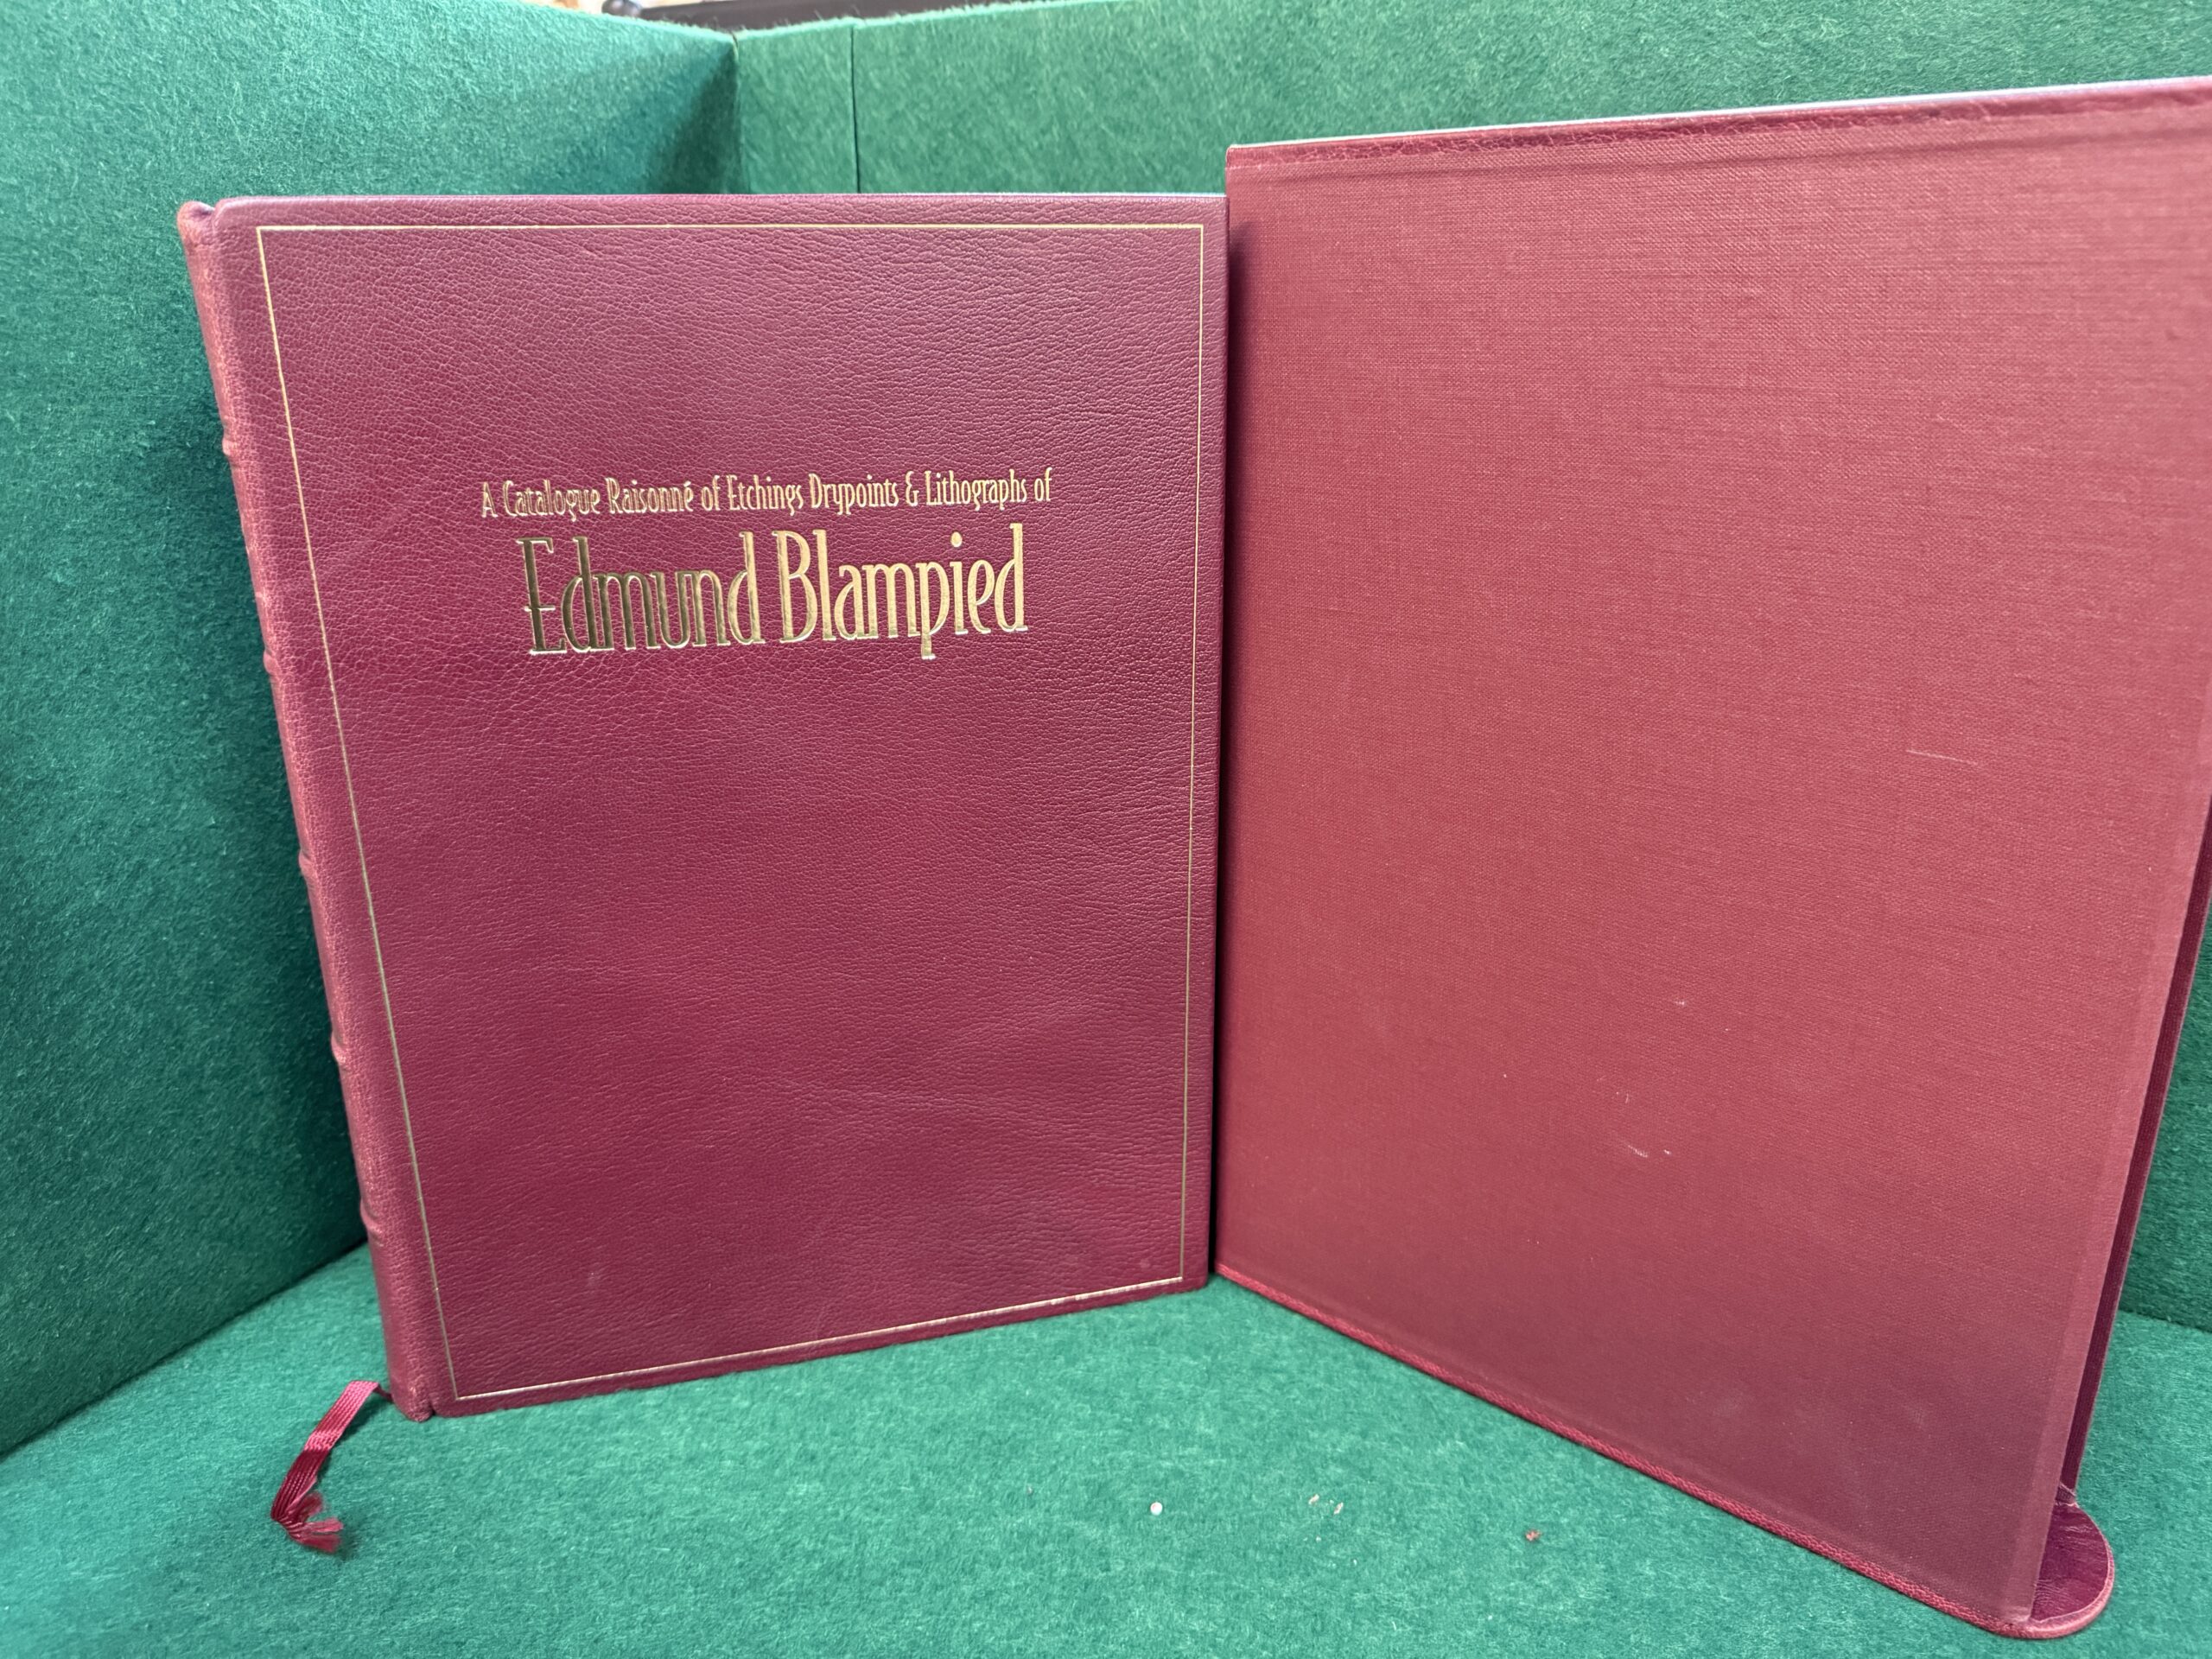 A Catalogue Raisonné of Etchings Drypoints & Lithographs of
Edmund Blampied